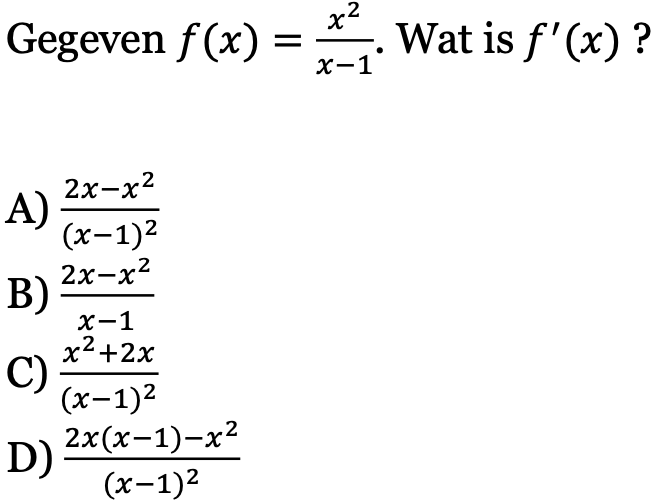 Gegeven f(x) = x²/(x−1). Wat is f′(x) ?
A) (2x−x²)/(x−1)²
B) (2x−x²)/(x−1)
C) (x²+2x)/(x−1)²
D) (2x(x−1)−x²)/(x−1)²